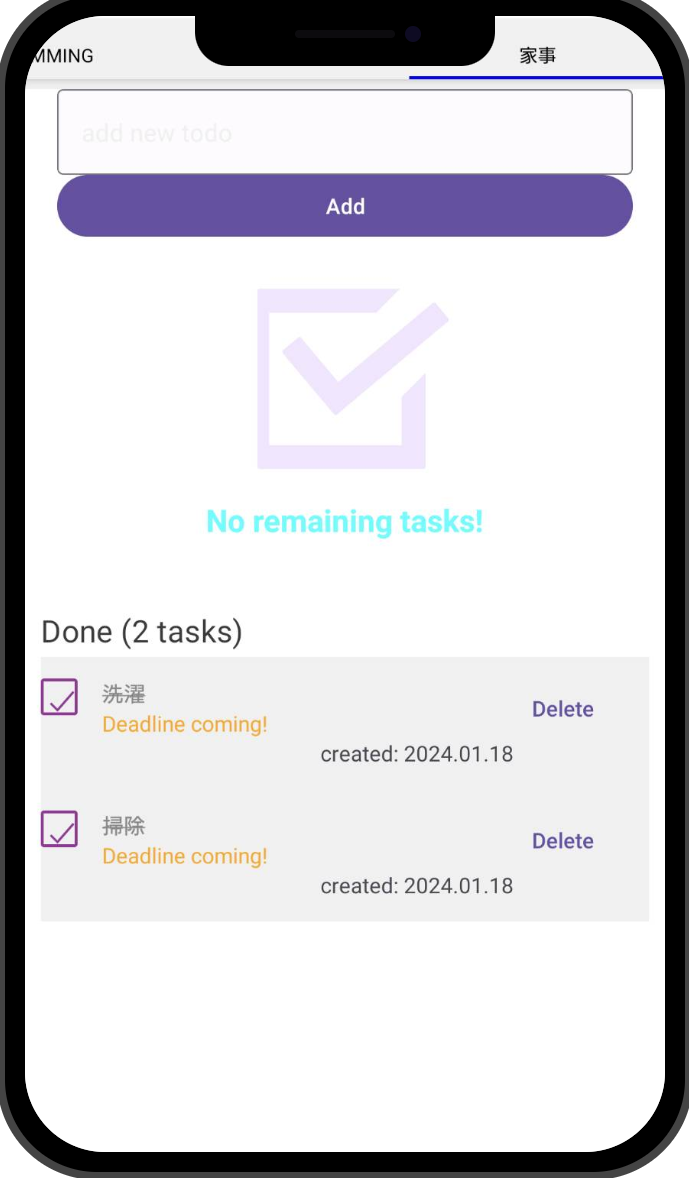 MMING
家事
add new todo
Add
No remaining tasks!
Done (2 tasks)
洗濯
Deadline coming!
Delete
created: 2024.01.18
掃除
Deadline coming!
Delete
created: 2024.01.18